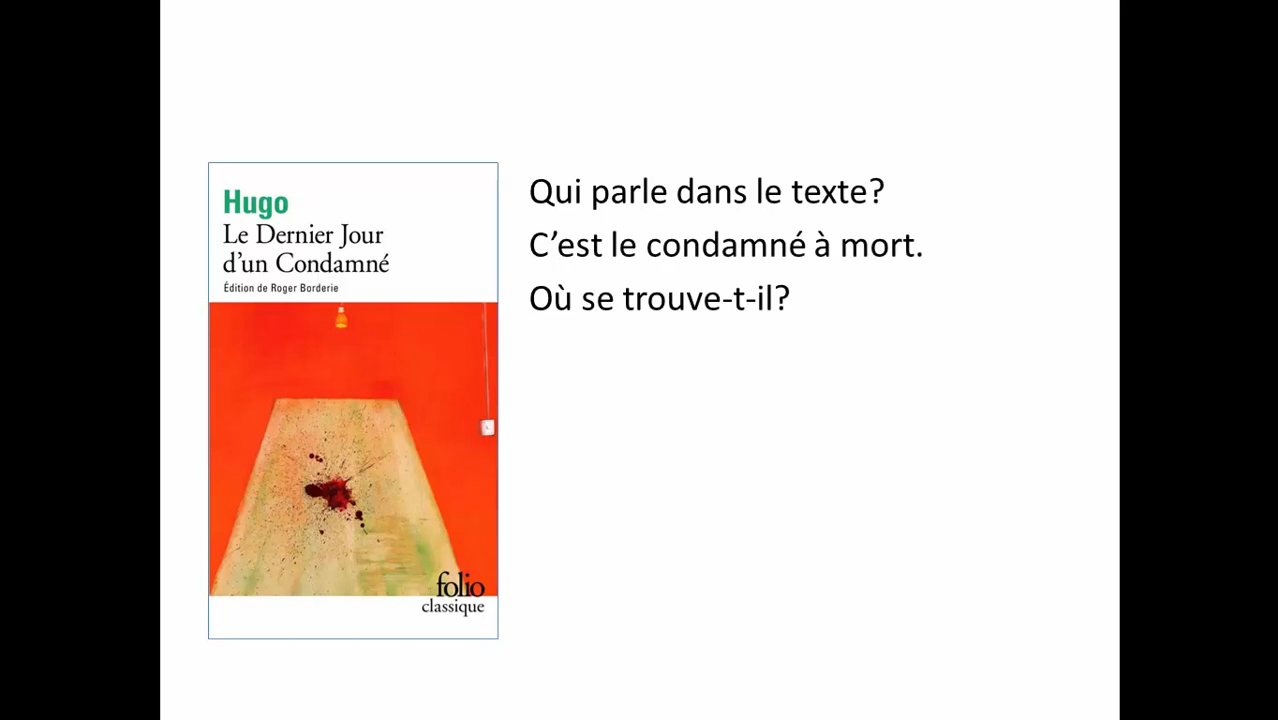 Hugo
Le Dernier Jour
d'un Condamné
Édition de Roger Borderie
folio
classique
Qui parle dans le texte?
C’est le condamné à mort.
Où se trouve-t-il?